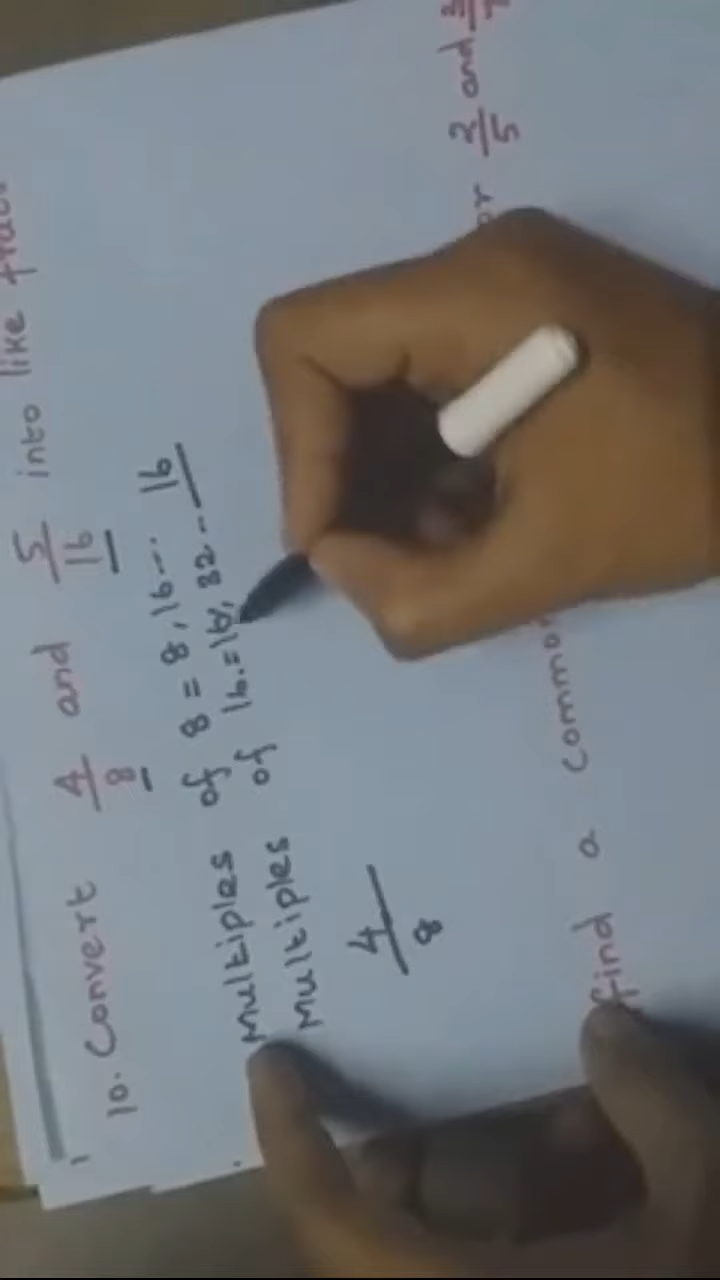 10. Convert 4/8 and 5/16 into like
Multiples of 8 = 8, 16... 16
Multiples of 16 = 16, 32..
4/8
find a 2/5 and